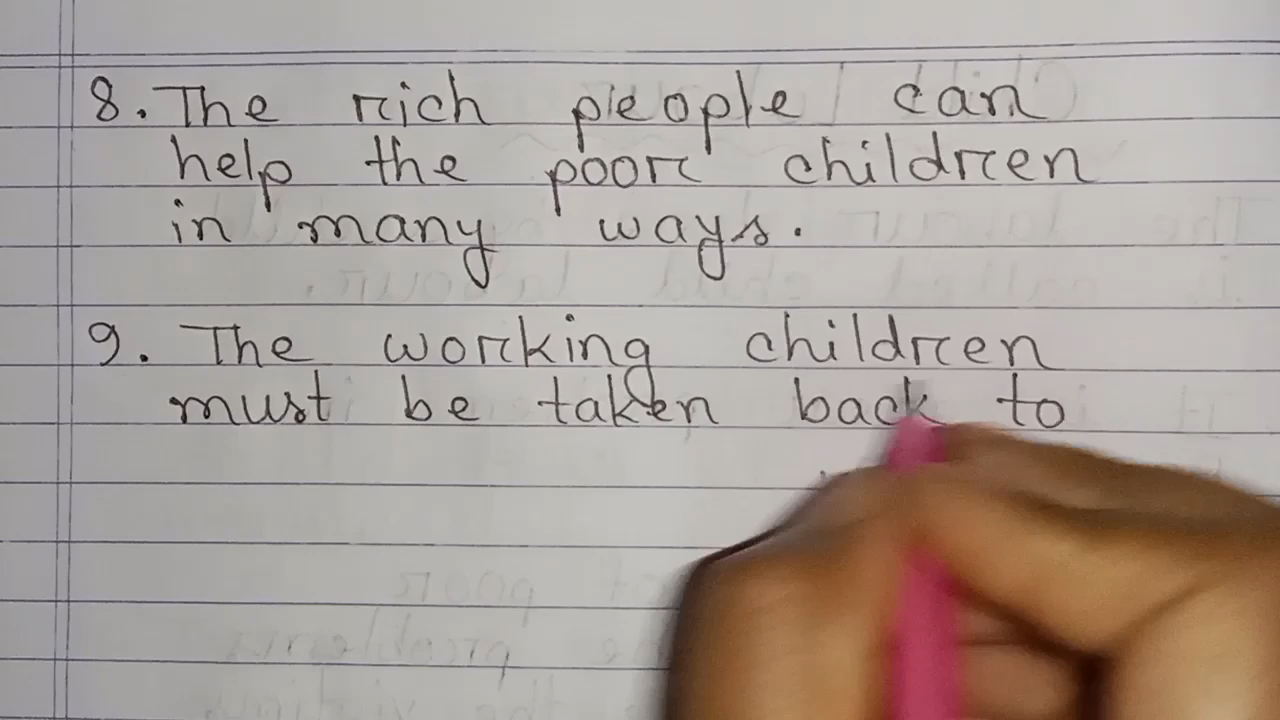 8. The rich people can
help the poor children
in many ways.
9. The working children
must be taken back to